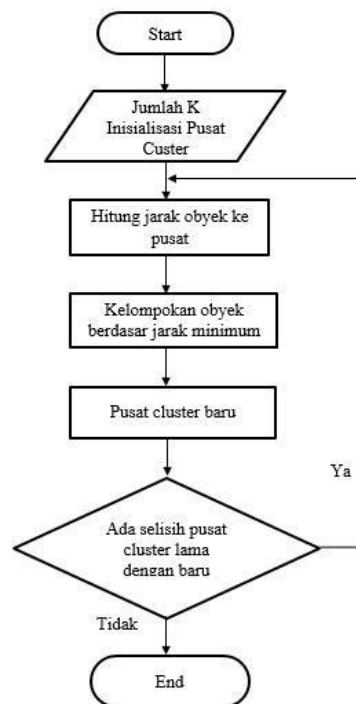 Start
Jumlah K
Inisialisasi Pusat
Custer
Hitung jarak obyek ke
pusat
Kelompokan obyek
berdasar jarak minimum
Pusat cluster baru
Ya
Ada selisih pusat
cluster lama
dengan baru
Tidak
End